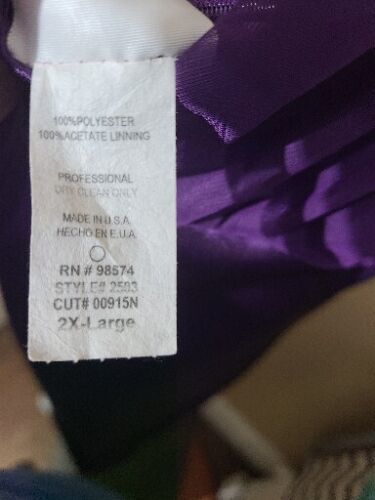 100%POLYESTER
100%ACETATE LINNING
PROFESSIONAL
DRY CLEAN ONLY
MADE IN U.S.A.
HECHO EN E.U.A.
RN # 98574
STYLE# 2593
CUT# 00915N
2X-Large